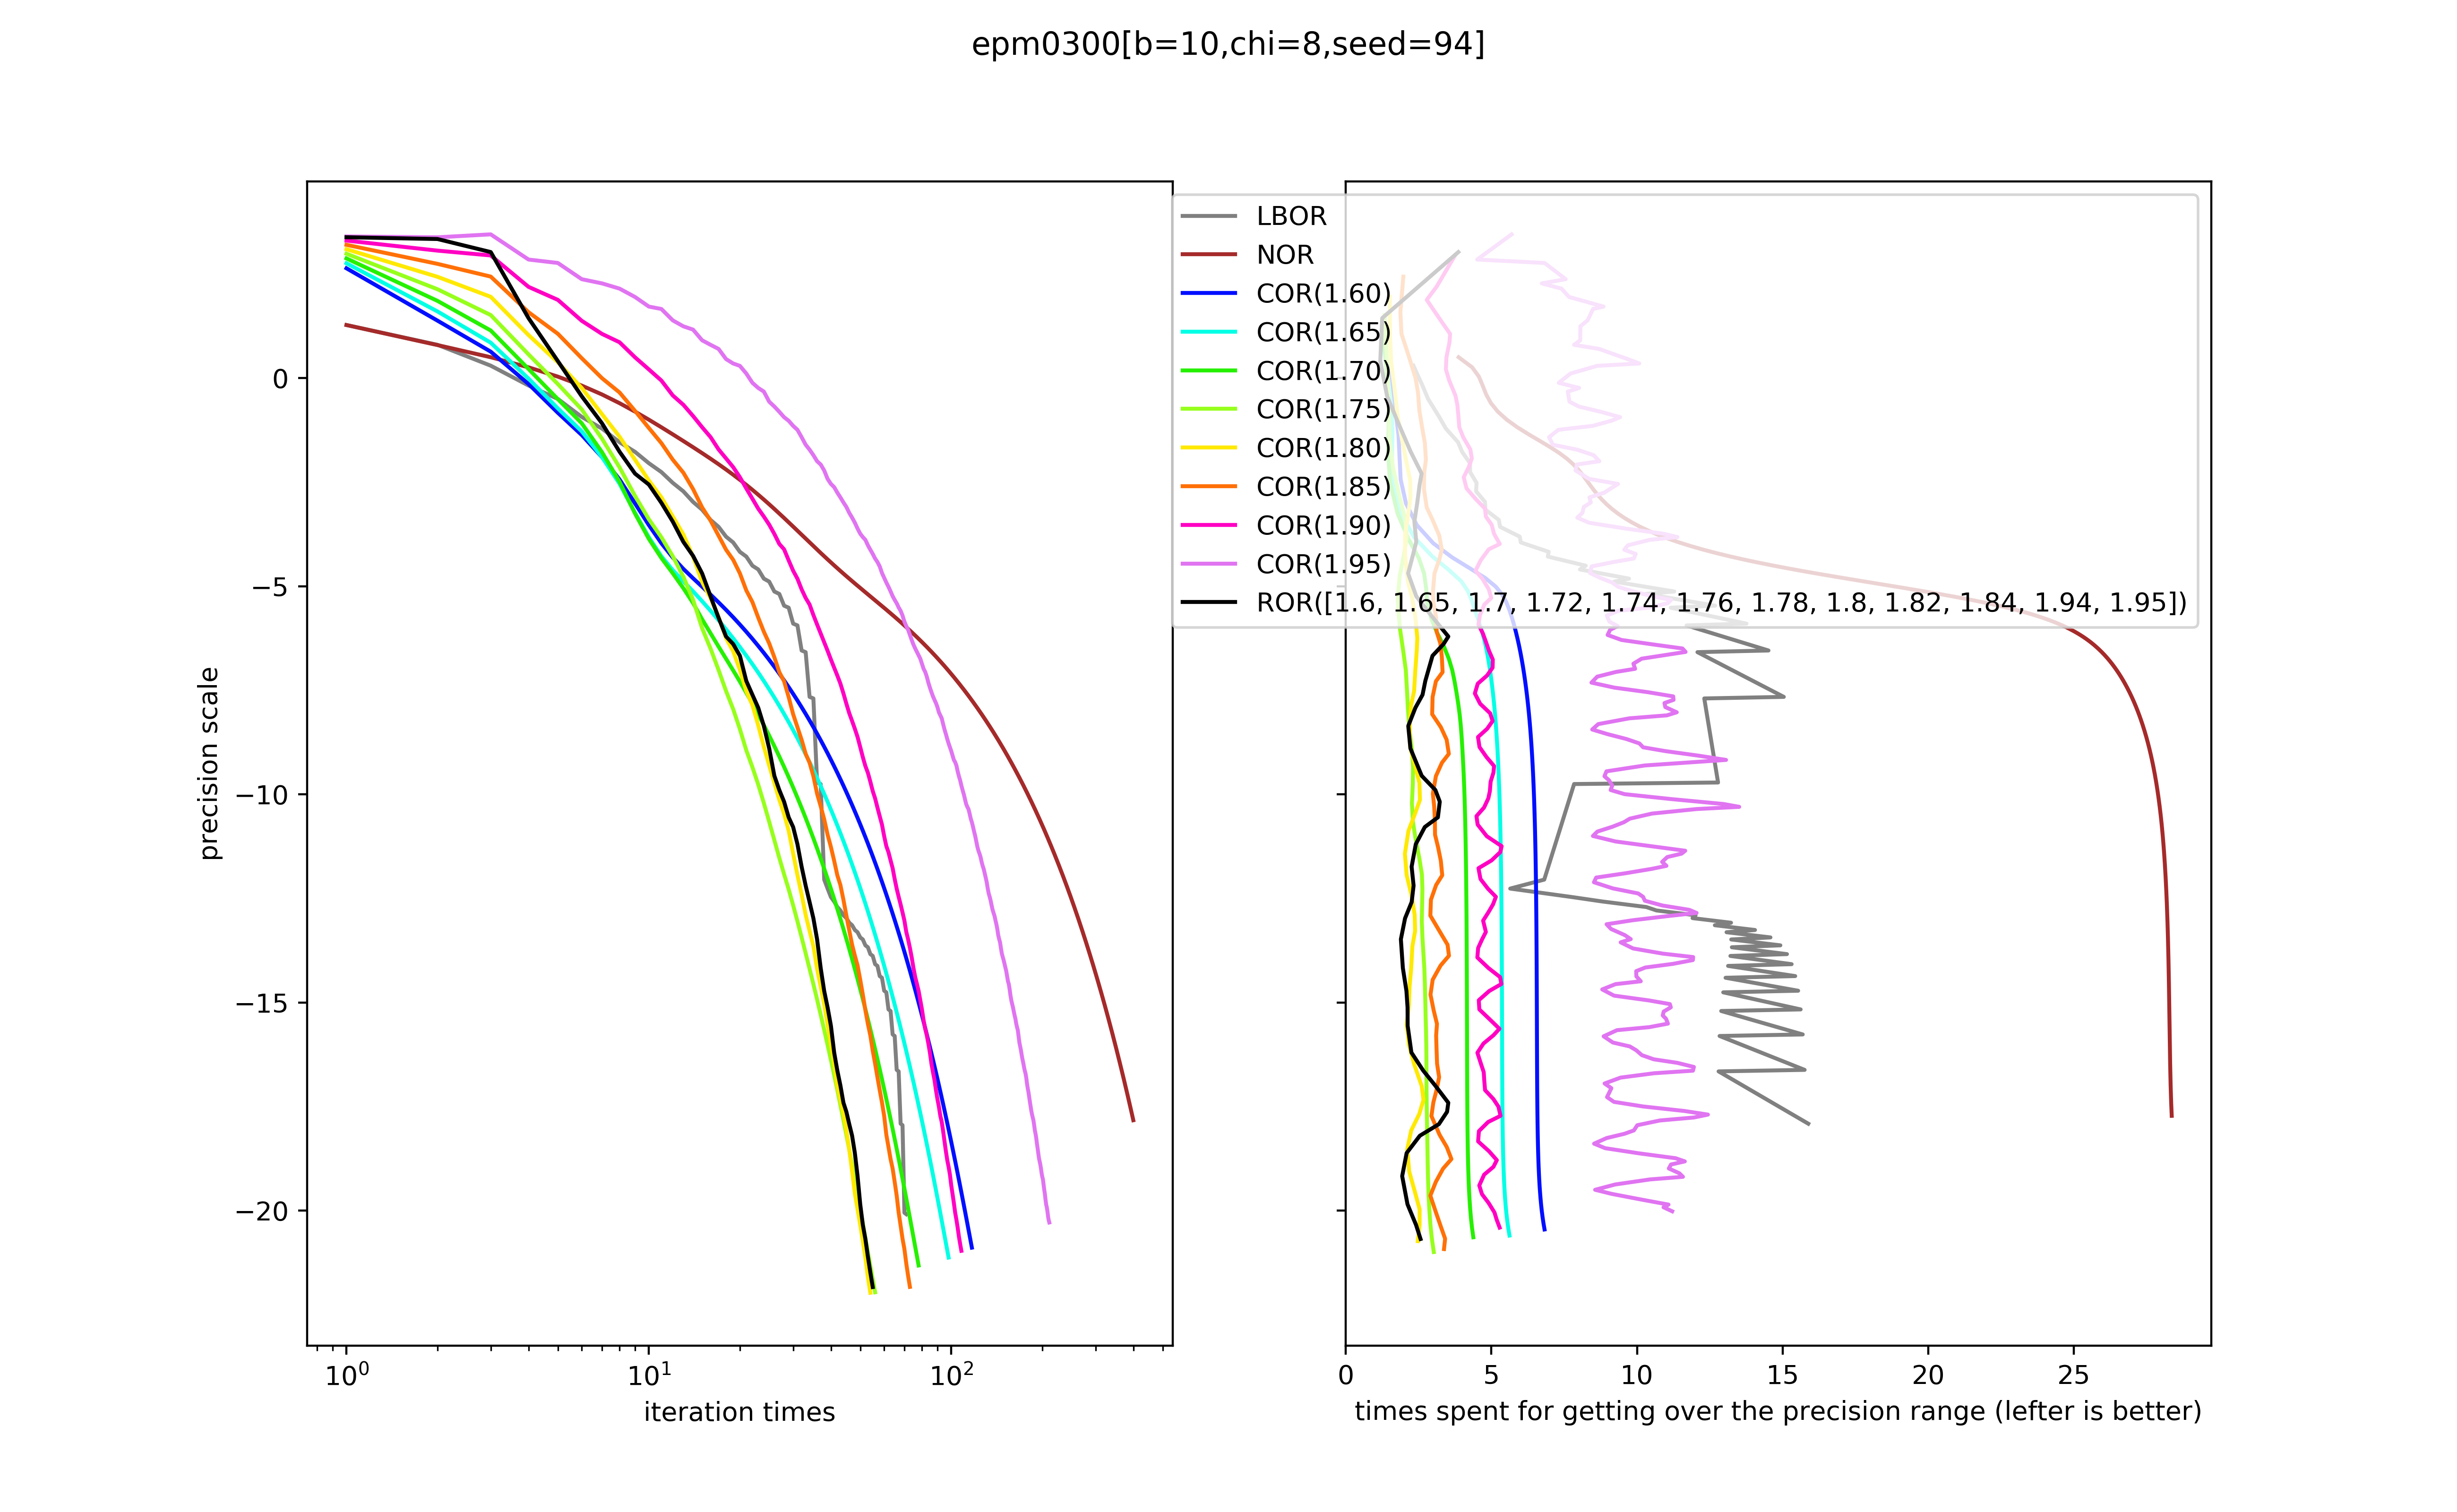 epm0300[b=10,chi=8,seed=94]
precision scale
0
−5
−10
−15
−20
10⁰ 10¹ 10²
iteration times
LBOR
NOR
COR(1.60)
COR(1.65)
COR(1.70)
COR(1.75)
COR(1.80)
COR(1.85)
COR(1.90)
COR(1.95)
ROR([1.6, 1.65, 1.7, 1.72, 1.74, 1.76, 1.78, 1.8, 1.82, 1.84, 1.94, 1.95])
0 5 10 15 20 25
times spent for getting over the precision range (lefter is better)